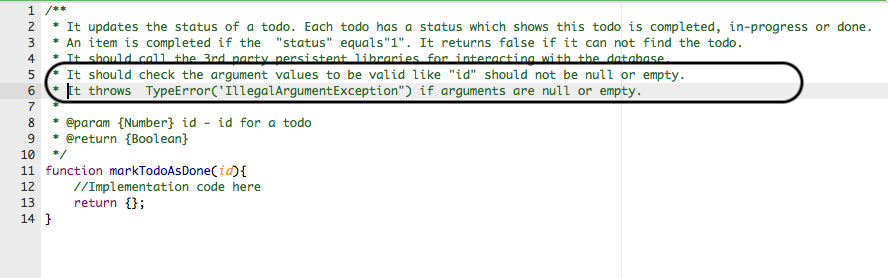 1 /**
2 * It updates the status of a todo. Each todo has a status which shows this todo is completed, in-progress or done.
3 * An item is completed if the  "status" equals"1". It returns false if it can not find the todo.
4 * It should call the 3rd party persistent libraries for interacting with the database.
5 * It should check the argument values to be valid like "id" should not be null or empty.
6 * It throws  TypeError('IllegalArgumentException") if arguments are null or empty.
7 *
8 * @param {Number} id - id for a todo
9 * @return {Boolean}
10 */
11 function markTodoAsDone(id){
12     //Implementation code here
13     return {};
14 }